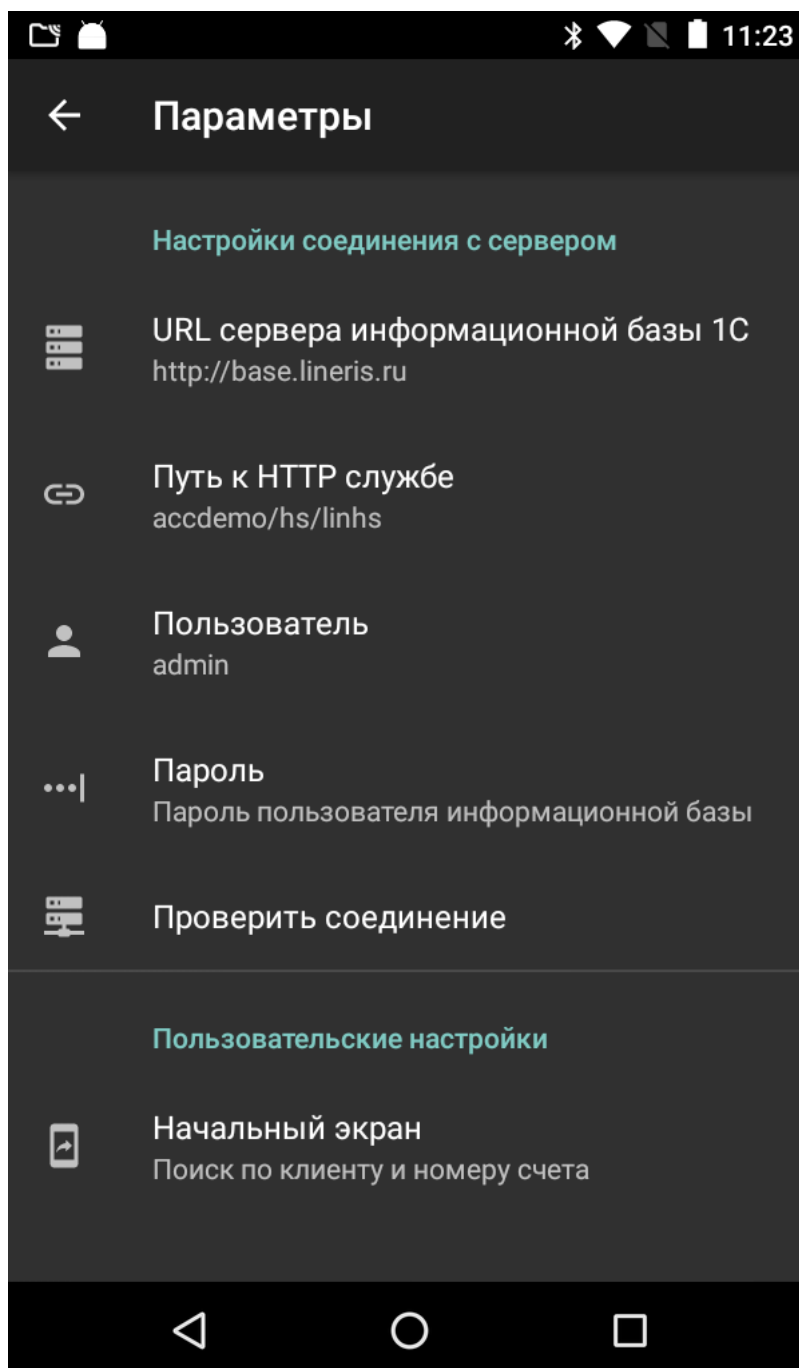 11:23
Параметры
Настройки соединения с сервером
URL сервера информационной базы 1С
http://base.lineris.ru
Путь к HTTP службе
accdemo/hs/linhs
Пользователь
admin
Пароль
Пароль пользователя информационной базы
Проверить соединение
Пользовательские настройки
Начальный экран
Поиск по клиенту и номеру счета